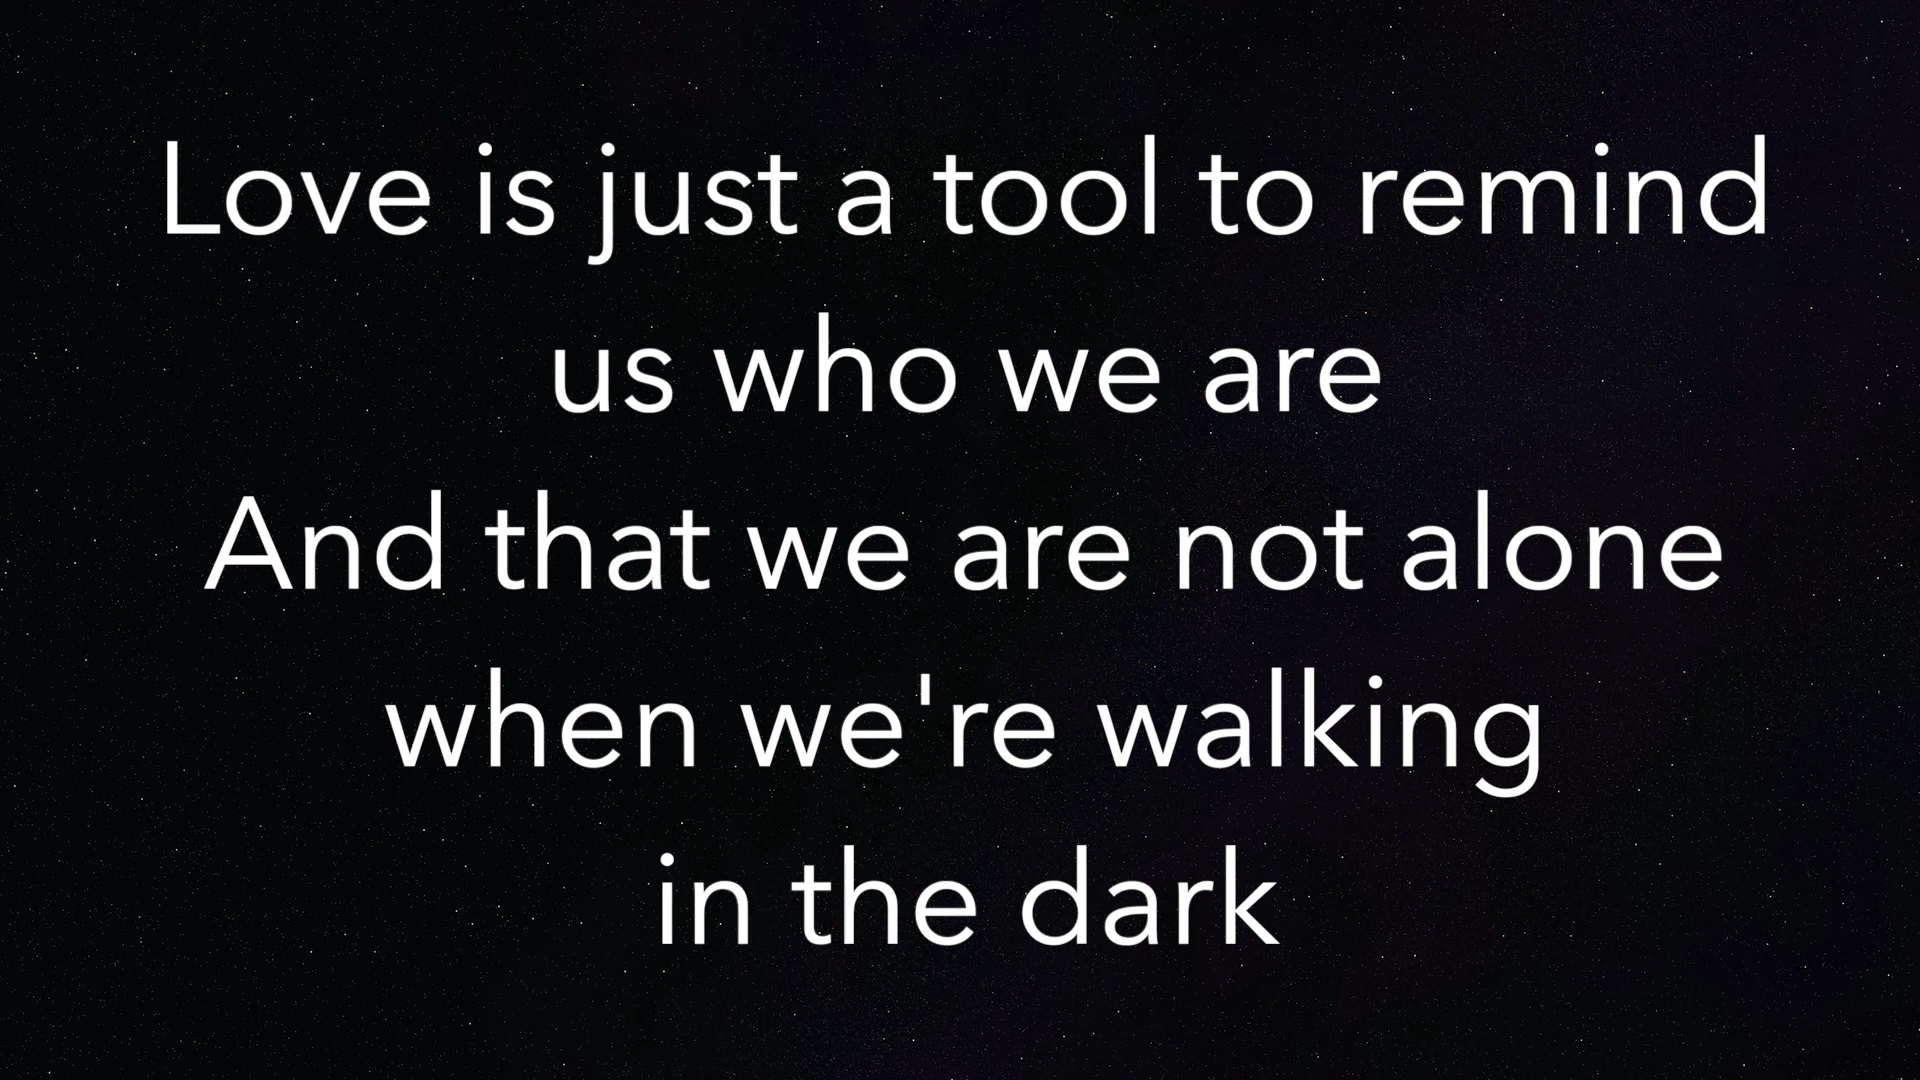 Love is just a tool to remind
us who we are
And that we are not alone
when we're walking
in the dark